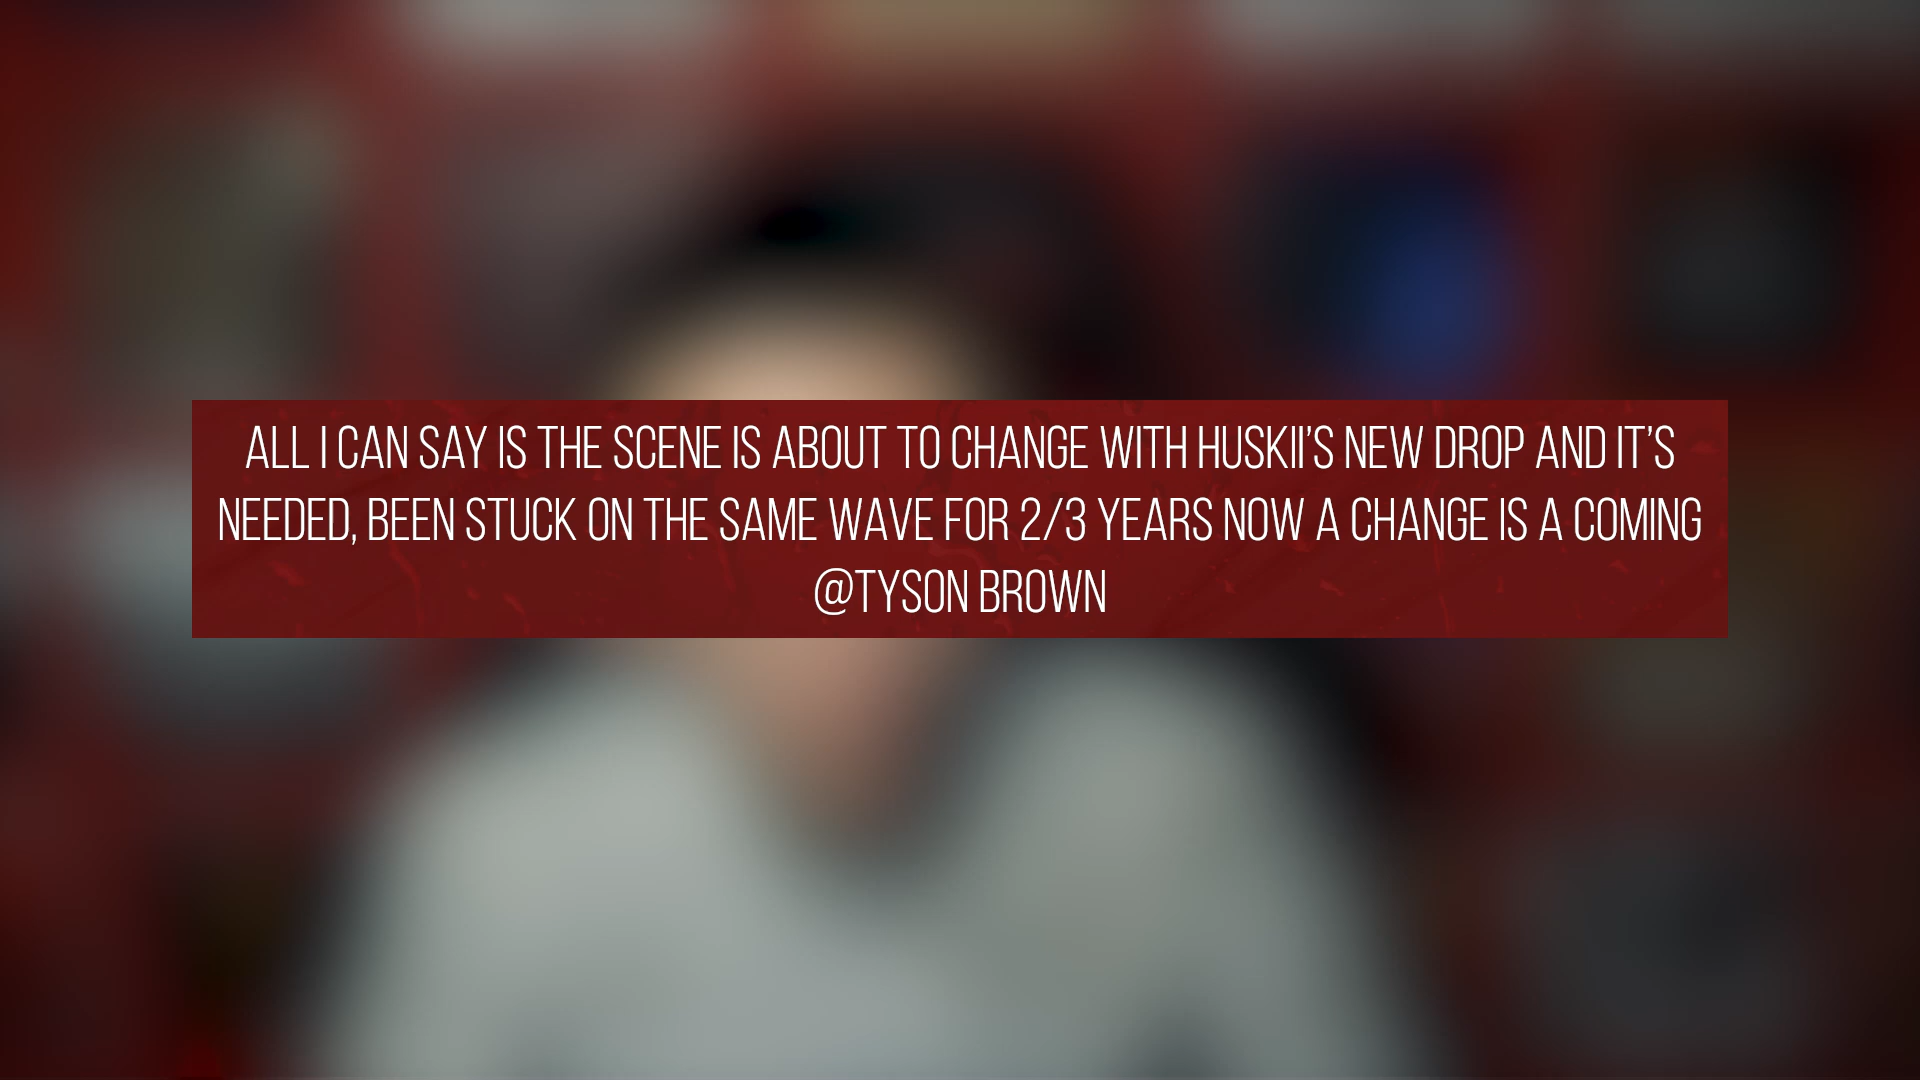 ALL I CAN SAY IS THE SCENE IS ABOUT TO CHANGE WITH HUSKII'S NEW DROP AND IT'S
NEEDED, BEEN STUCK ON THE SAME WAVE FOR 2/3 YEARS NOW A CHANGE IS A COMING
@TYSON BROWN